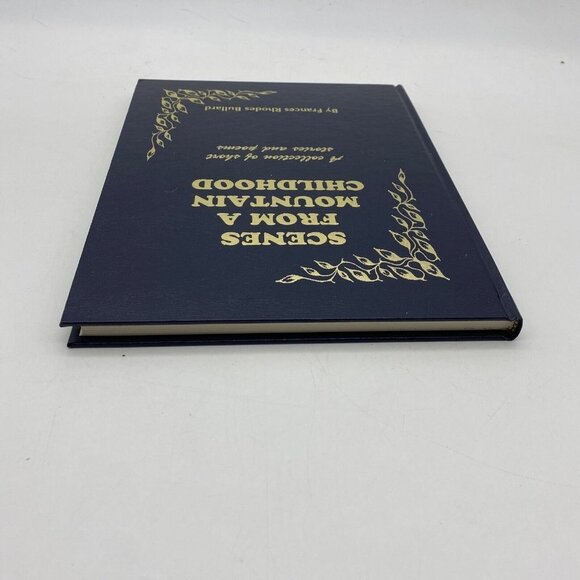 SCENES
FROM A
MOUNTAIN
CHILDHOOD
A collection of short
stories and poems
By Frances Rhodes Bullard